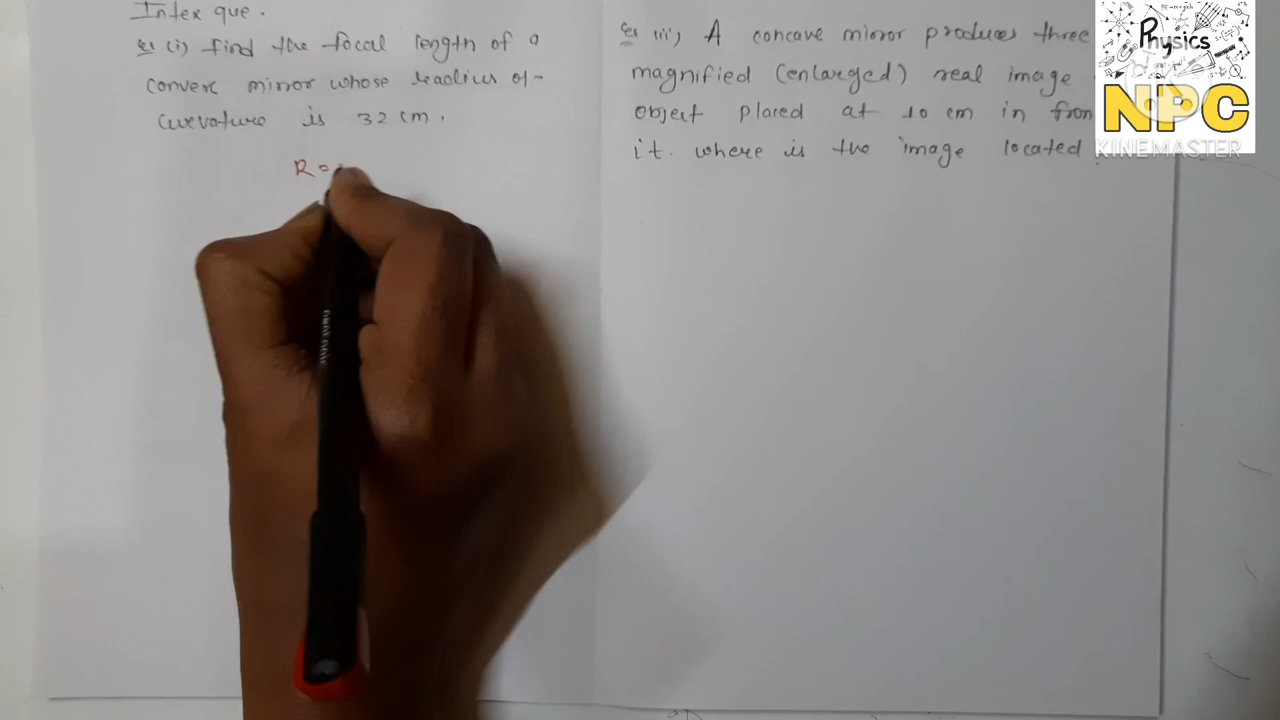 Intex que.
Q (i) find the focal length of a
convex mirror whose radius of-
curvature is 32 cm.
R =
Q (ii) A concave mirror produces three
magnified (enlarged) real image
object placed at 10 cm in fron
it. where is the image located
Physics
NPC
KINEMASTER